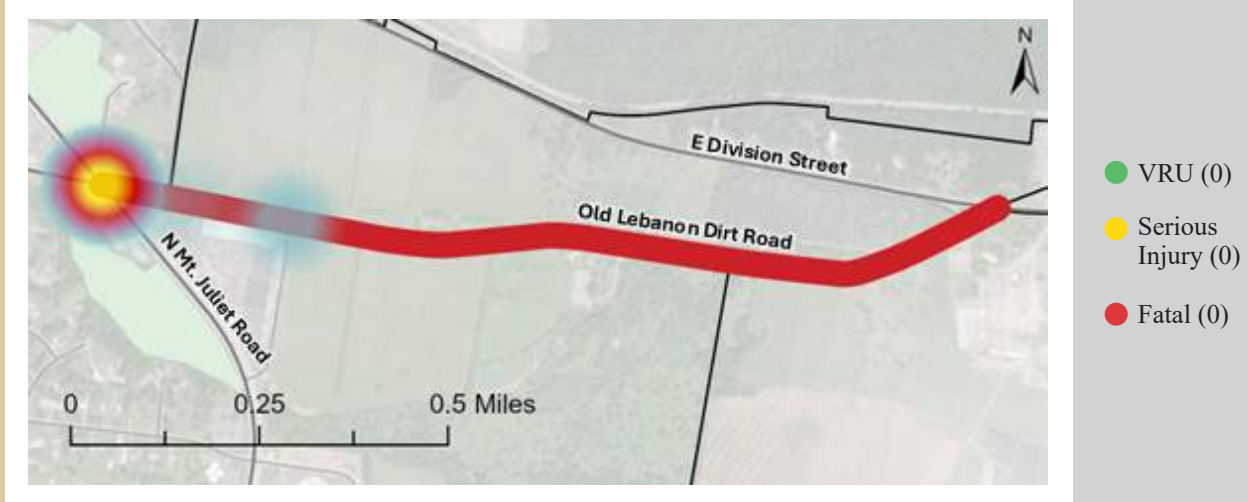 N
E Division Street
Old Lebanon Dirt Road
N Mt. Juliet Road
0 0.25 0.5 Miles
VRU (0)
Serious
Injury (0)
Fatal (0)